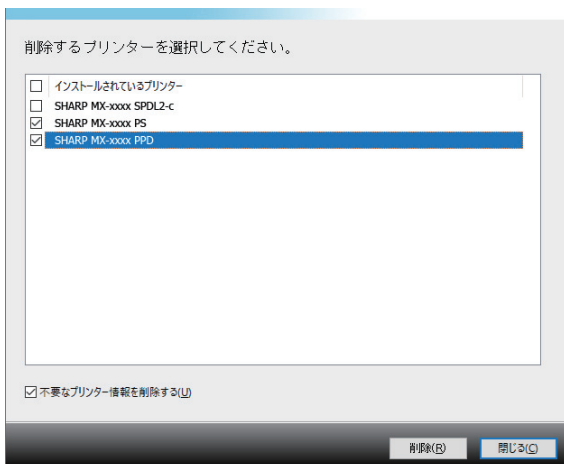 削除するプリンターを選択してください。
インストールされているプリンター
SHARP MX-xxxx SPDL2-c
SHARP MX-xxxx PS
SHARP MX-xxxx PPD
不要なプリンター情報を削除する(U)
削除(R) 閉じる(C)